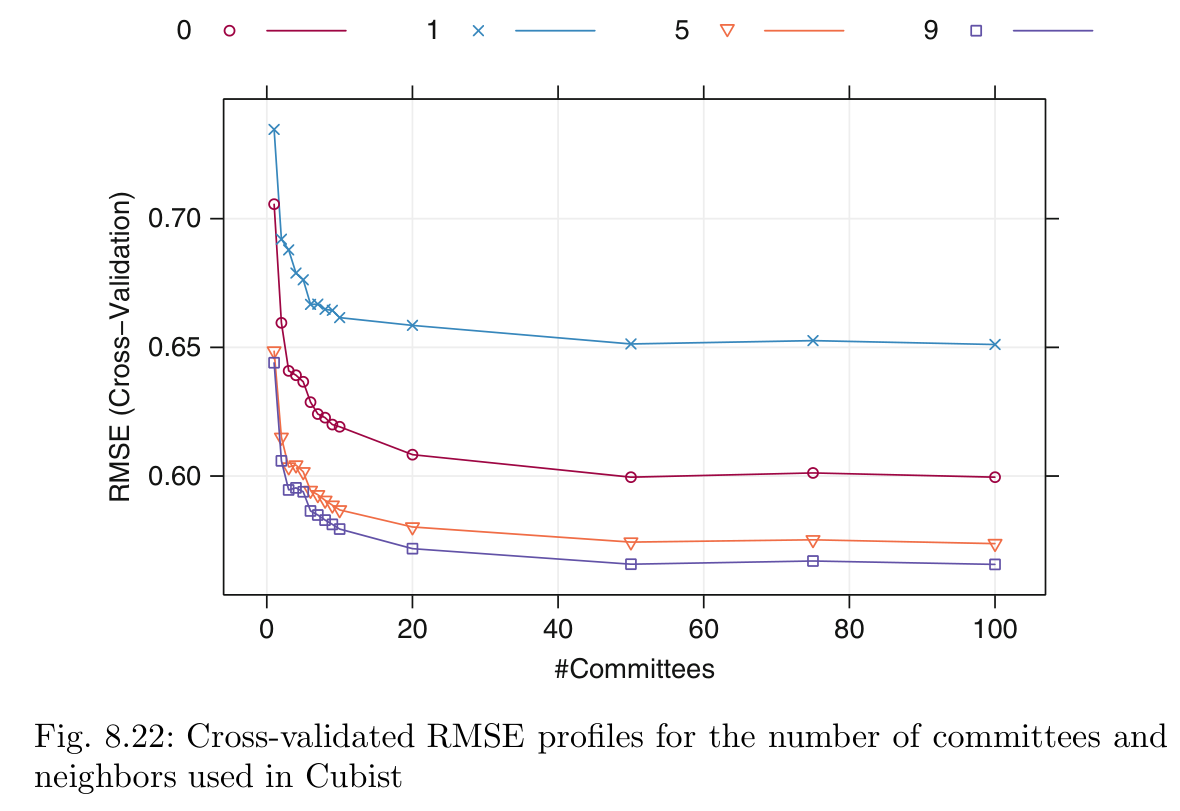 0 1 5 9
RMSE (Cross−Validation)
0.70
0.65
0.60
0 20 40 60 80 100
#Committees
Fig. 8.22: Cross-validated RMSE profiles for the number of committees and
neighbors used in Cubist